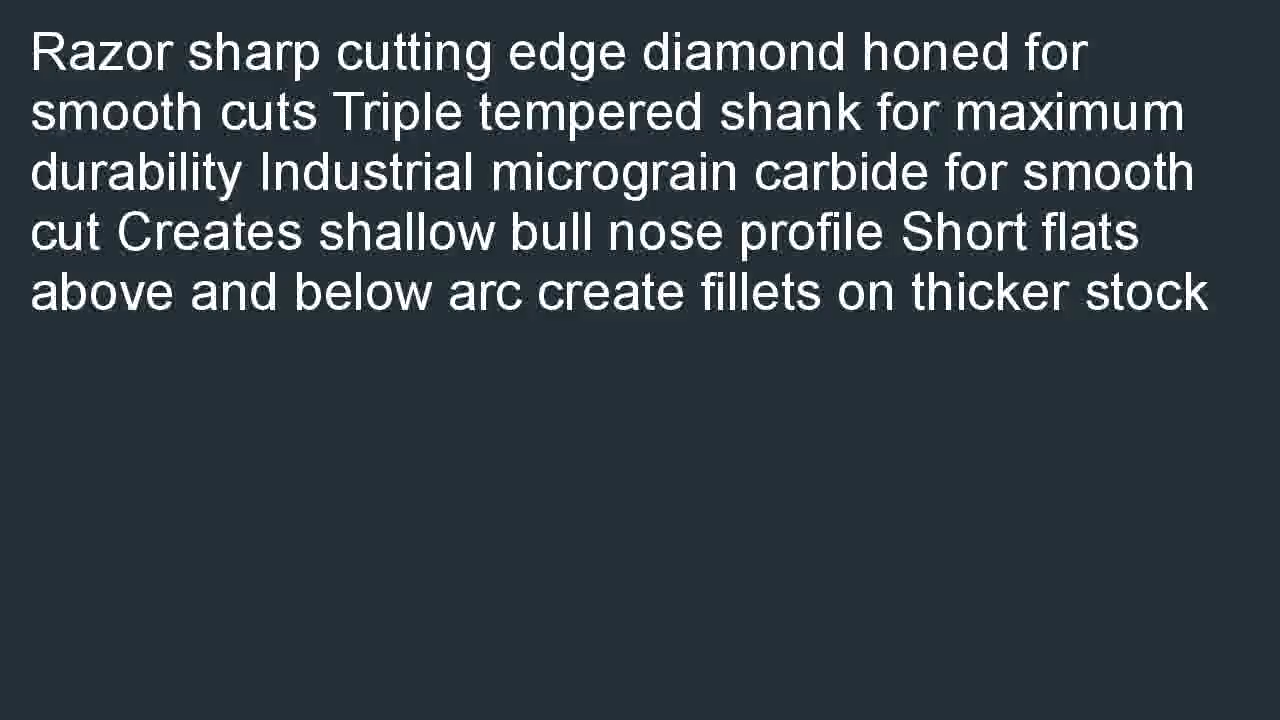 Razor sharp cutting edge diamond honed for
smooth cuts Triple tempered shank for maximum
durability Industrial micrograin carbide for smooth
cut Creates shallow bull nose profile Short flats
above and below arc create fillets on thicker stock